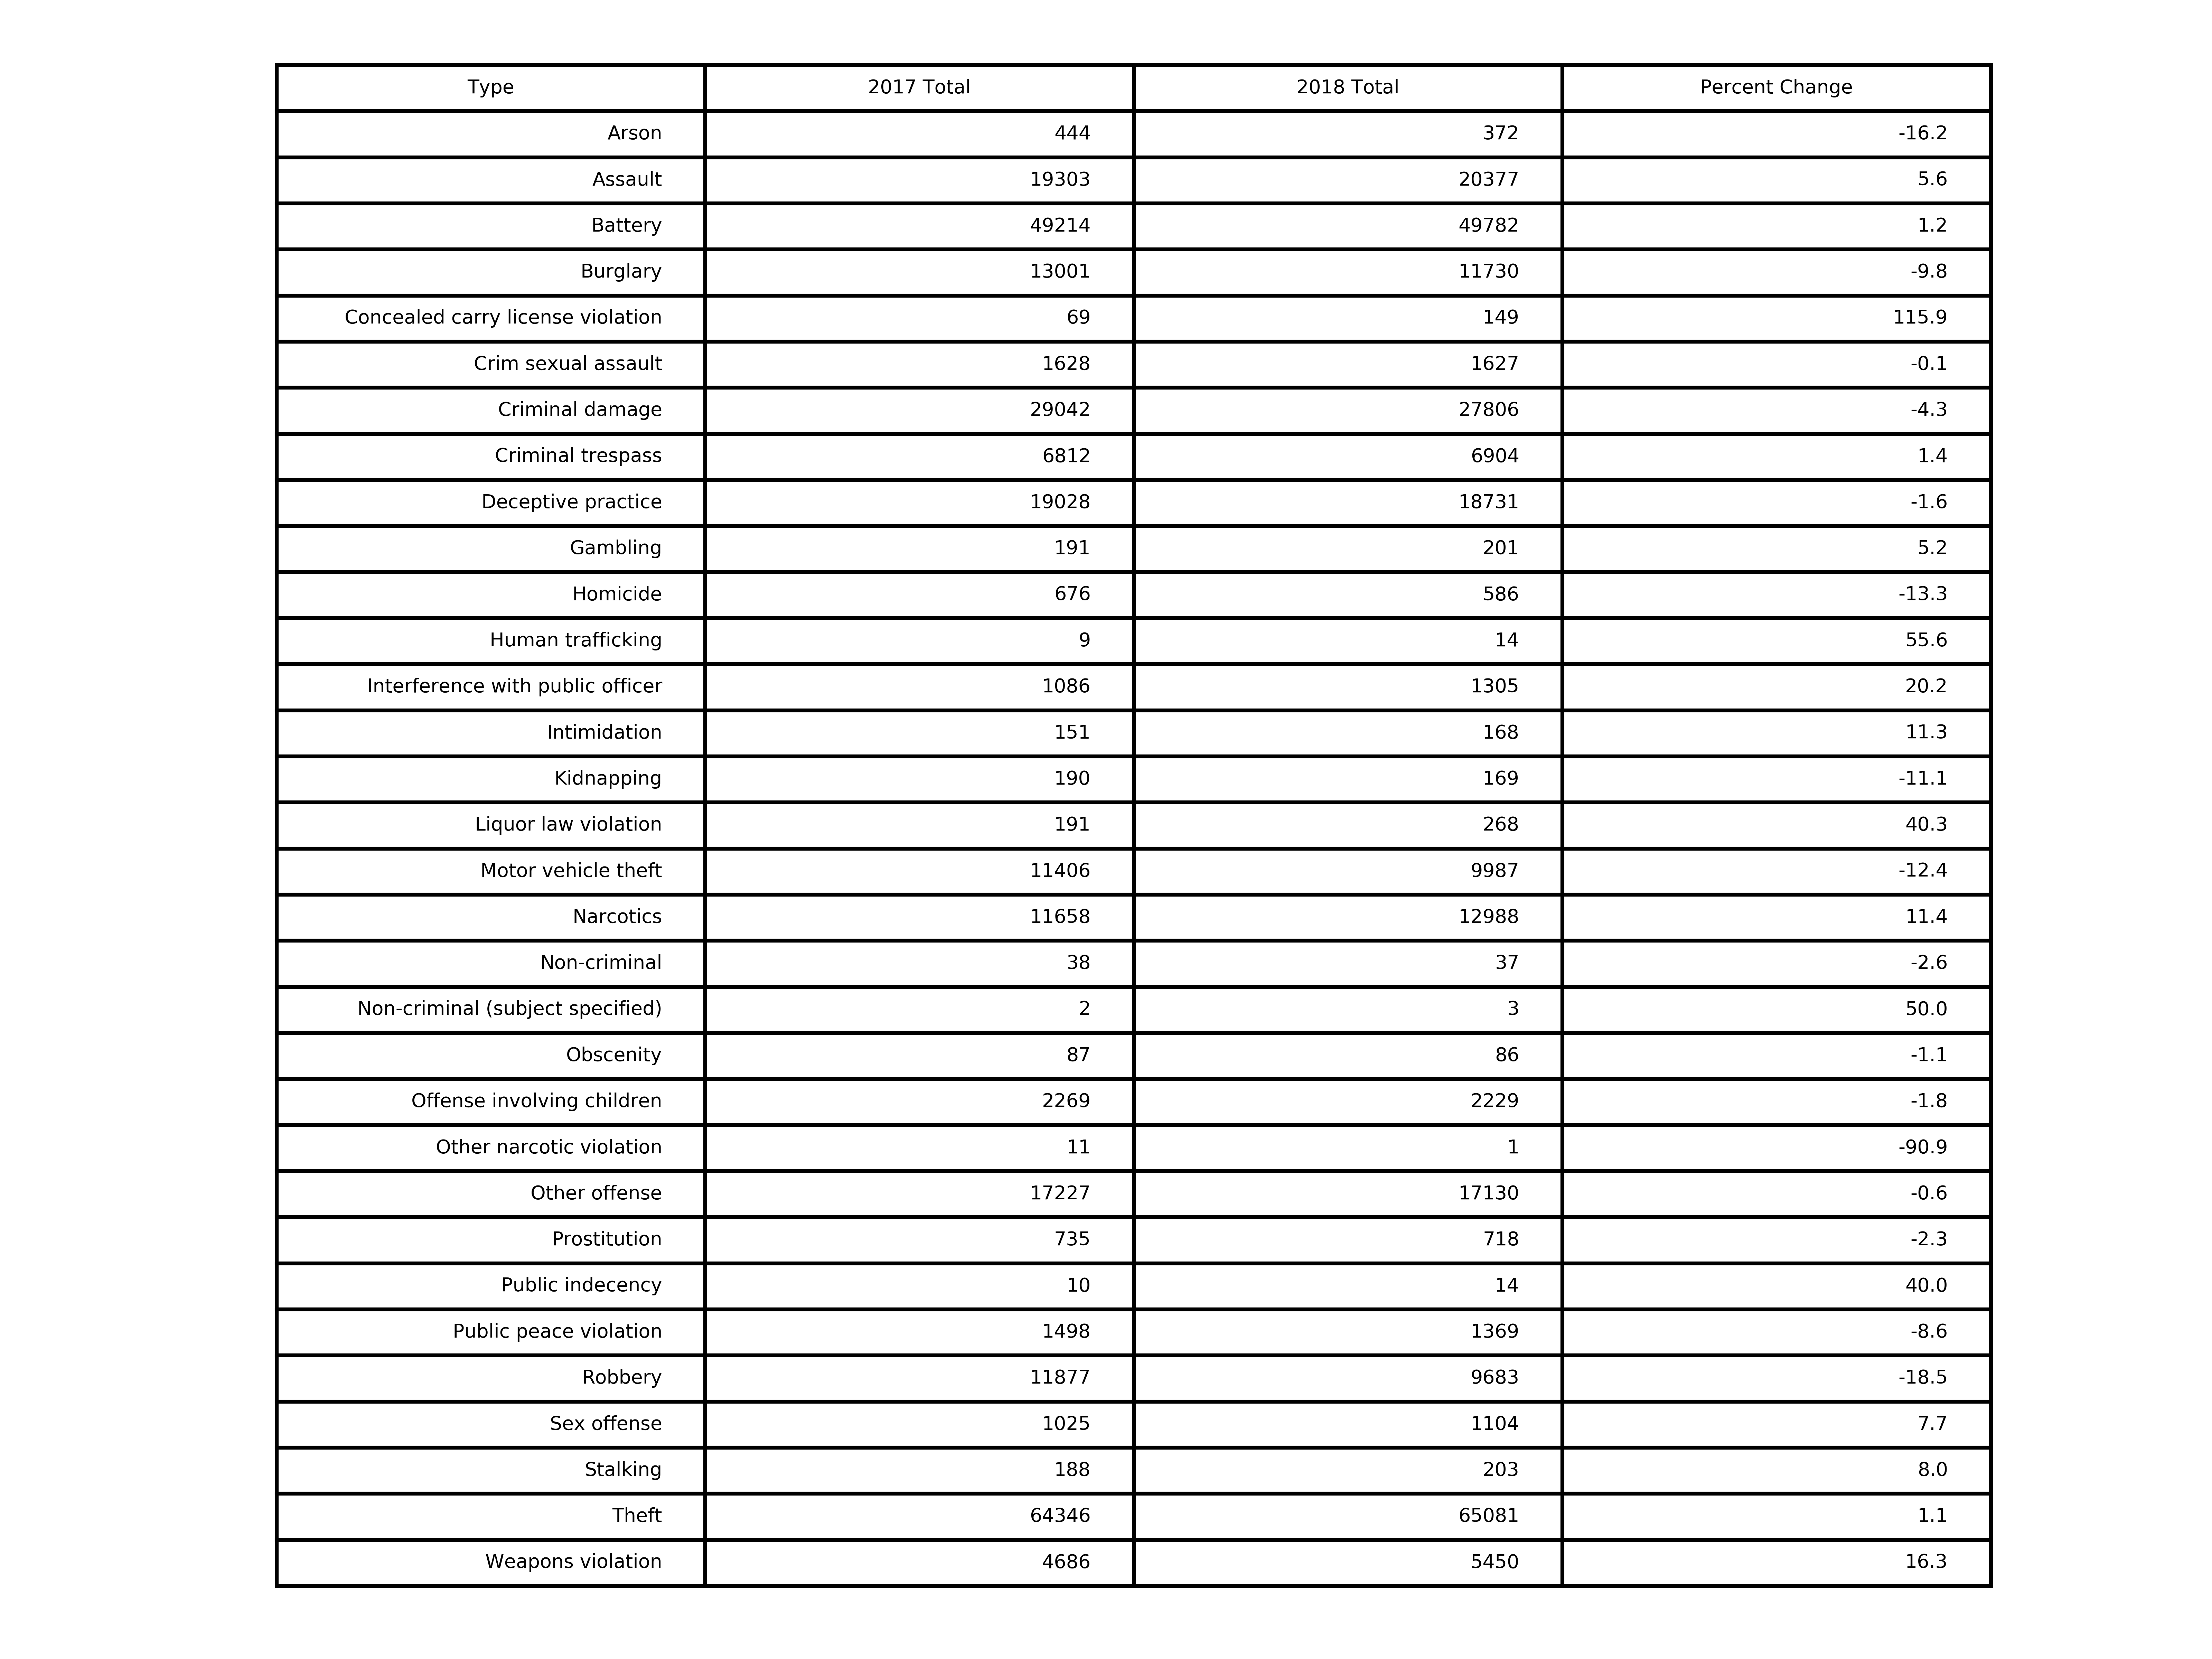 Type 2017 Total 2018 Total Percent Change
Arson 444 372 -16.2
Assault 19303 20377 5.6
Battery 49214 49782 1.2
Burglary 13001 11730 -9.8
Concealed carry license violation 69 149 115.9
Crim sexual assault 1628 1627 -0.1
Criminal damage 29042 27806 -4.3
Criminal trespass 6812 6904 1.4
Deceptive practice 19028 18731 -1.6
Gambling 191 201 5.2
Homicide 676 586 -13.3
Human trafficking 9 14 55.6
Interference with public officer 1086 1305 20.2
Intimidation 151 168 11.3
Kidnapping 190 169 -11.1
Liquor law violation 191 268 40.3
Motor vehicle theft 11406 9987 -12.4
Narcotics 11658 12988 11.4
Non-criminal 38 37 -2.6
Non-criminal (subject specified) 2 3 50.0
Obscenity 87 86 -1.1
Offense involving children 2269 2229 -1.8
Other narcotic violation 11 1 -90.9
Other offense 17227 17130 -0.6
Prostitution 735 718 -2.3
Public indecency 10 14 40.0
Public peace violation 1498 1369 -8.6
Robbery 11877 9683 -18.5
Sex offense 1025 1104 7.7
Stalking 188 203 8.0
Theft 64346 65081 1.1
Weapons violation 4686 5450 16.3